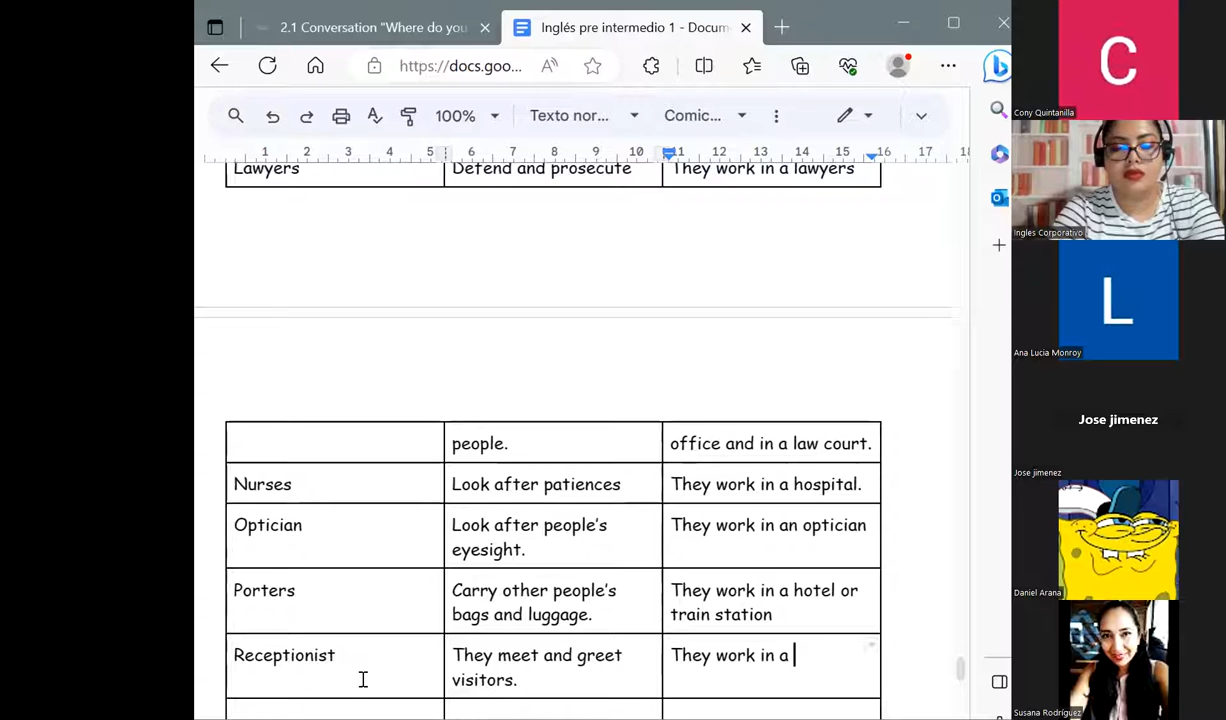 2.1 Conversation "Where do you
Inglés pre intermedio 1 - Docum
https://docs.goo...
100%
Texto nor...
Comic...
1 2 3 4 5 6 7 8 9 10 11 12 13 14 15 16 17 18
Lawyers Defend and prosecute They work in a lawyers
people. office and in a law court.
Nurses Look after patiences They work in a hospital.
Optician Look after people's They work in an optician
eyesight.
Porters Carry other people's They work in a hotel or
bags and luggage. train station
Receptionist They meet and greet They work in a
visitors.
C
Cony Quintanilla
Ingles Corporativo
L
Ana Lucia Monroy
Jose jimenez
Jose jimenez
Daniel Arana
Susana Rodríguez